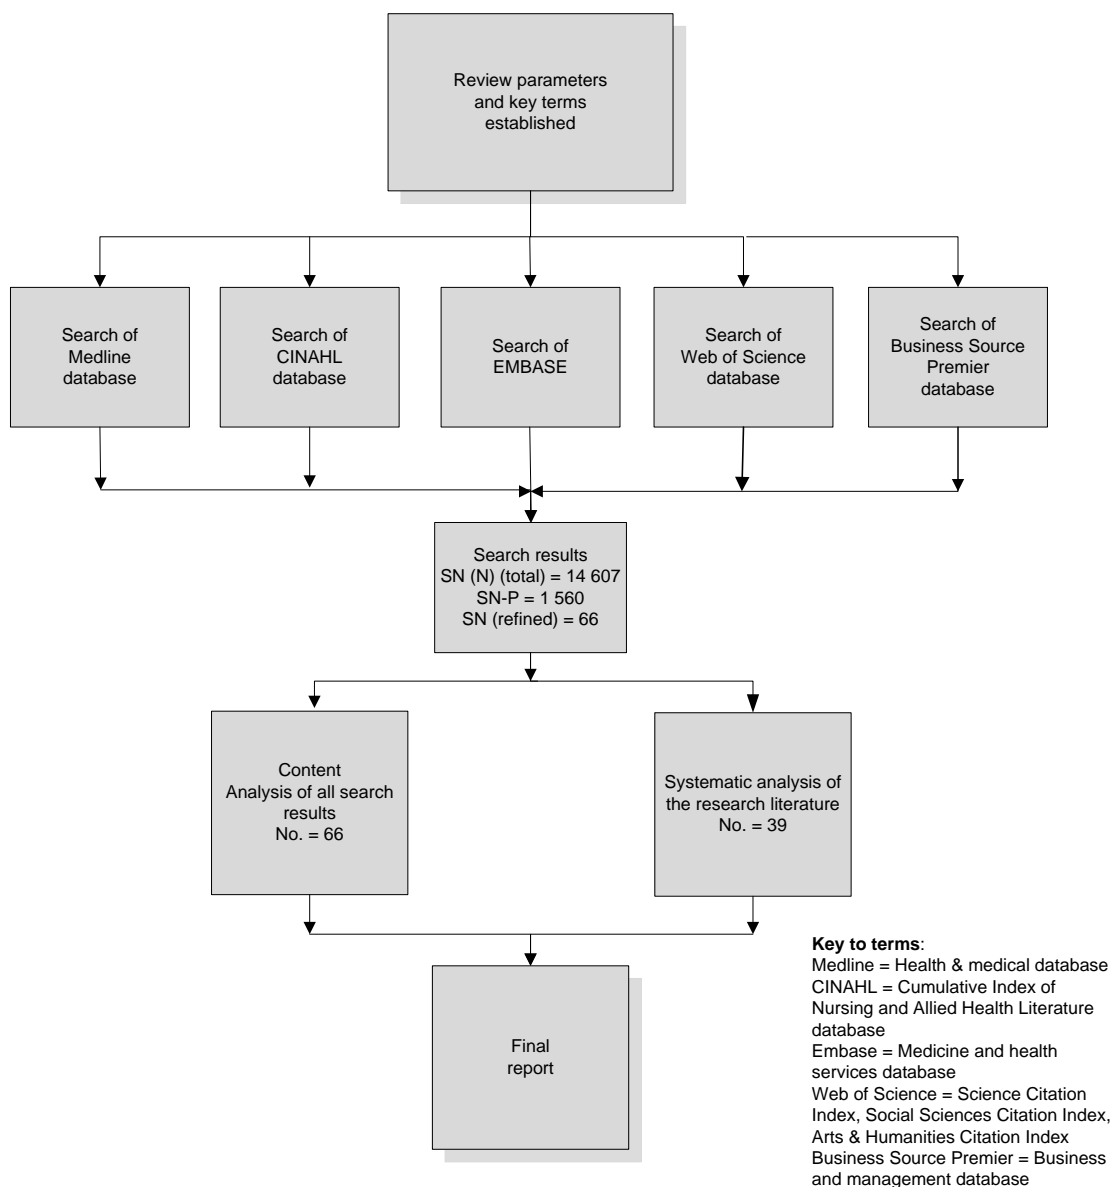 Review parameters
and key terms
established
Search of
Medline
database
Search of
CINAHL
database
Search of
EMBASE
Search of
Web of Science
database
Search of
Business Source
Premier
database
Search results
SN (N) (total) = 14 607
SN-P = 1 560
SN (refined) = 66
Content
Analysis of all search
results
No. = 66
Systematic analysis of
the research literature
No. = 39
Final
report
Key to terms:
Medline = Health & medical database
CINAHL = Cumulative Index of
Nursing and Allied Health Literature
database
Embase = Medicine and health
services database
Web of Science = Science Citation
Index, Social Sciences Citation Index,
Arts & Humanities Citation Index
Business Source Premier = Business
and management database